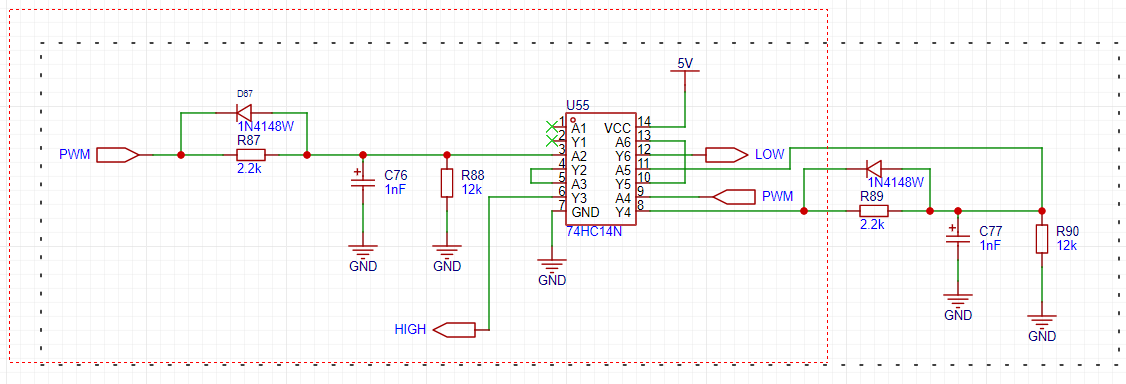 5V
D67
1N4148W
R87
2.2k
PWM
C76
1nF
R88
12k
GND
GND
U55
1
2
3
4
5
6
7
A1
Y1
A2
Y2
A3
Y3
GND
VCC
A6
Y6
A5
Y5
A4
Y4
14
13
12
11
10
9
8
74HC14N
GND
HIGH
LOW
PWM
1N4148W
R89
2.2k
+
C77
1nF
R90
12k
GND
GND
+